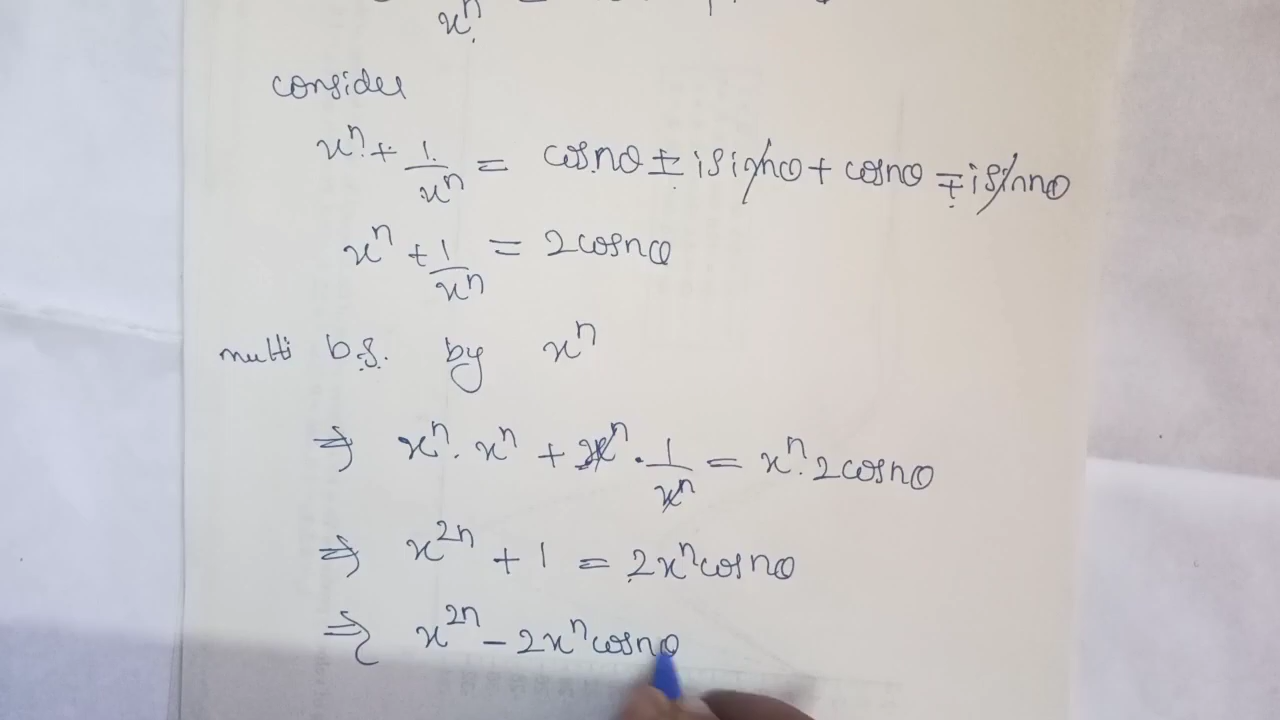 xⁿ
consider
xⁿ + 1/xⁿ = cosnθ ± isinnθ + cosnθ ∓ isinnθ
xⁿ + 1/xⁿ = 2cosnθ
multi b.s. by xⁿ
⇒ xⁿ. xⁿ + xⁿ . 1/xⁿ = xⁿ. 2cosnθ
⇒ x²ⁿ + 1 = 2xⁿcosnθ
⇒ x²ⁿ - 2xⁿcosnθ